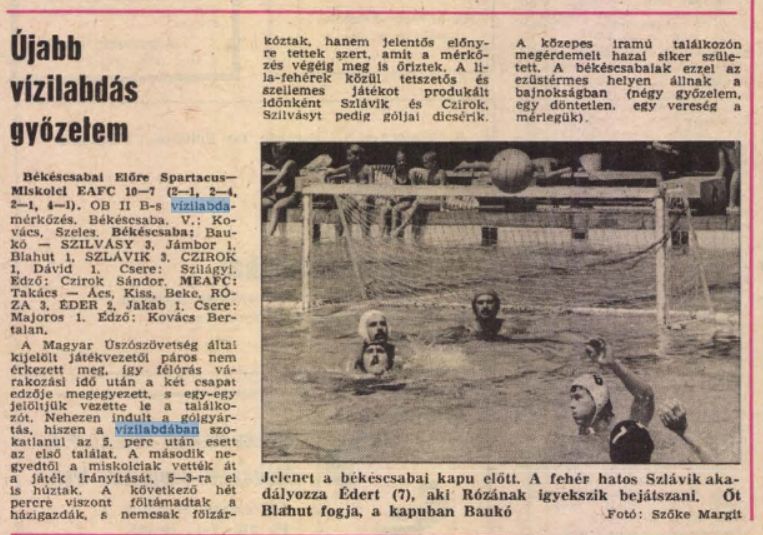 Újabb
vízilabdás
győzelem
Békéscsabai Előre Spartacus—
Miskolci EAFC 10—7 (2—1, 2—4,
2—1, 4—1). OB II B-s vízilabda-
mérkőzés. Békéscsaba. V.: Ko-
vács, Szeles. Békéscsaba: Bau-
kó — SZILVÁSY 3, Jámbor 1,
Blahut 1, SZLÁVIK 3, CZIROK
1, Dávid 1. Csere: Szilágyi.
Edző: Czirok Sándor. MEAFC:
Takács — Ács, Kiss, Beke, RÓ-
ZA 3, ÉDER 2, Jakab 1. Csere:
Majoros 1. Edző: Kovács Ber-
talan.
A Magyar Úszószövetség által
kijelölt játékvezetői páros nem
érkezett meg, így félórás vá-
rakozási idő után a két csapat
edzője megegyezett, s egy-egy
jelöltjük vezette le a találko-
zót. Nehezen indult a gólgyár-
tás, hiszen a vízilabdában szo-
katlanul az 5. perc után esett
az első találat. A második ne-
gyedtől a miskolciak vették át
a játék irányítását, 5—3-ra el
is húztak. A következő hét
percre viszont föltámadtak a
házigazdák, s nemcsak fölzár-
kóztak, hanem jelentős előny-
re tettek szert, amit a mérkő-
zés végéig meg is őriztek. A li-
la-fehérek közül tetszetős és
szellemes játékot produkált
időnként Szlávik és Czirok,
Szilvásyt pedig góljai dicsérik.
A közepes iramú találkozón
megérdemelt hazai siker szüle-
tett. A békéscsabaiak ezzel az
ezüstérmes helyen állnak a
bajnokságban (négy győzelem,
egy döntetlen, egy vereség a
mérlegük).
Jelenet a békéscsabai kapu előtt. A fehér hatos Szlávik aka-
dályozza Édert (7), aki Rózának igyekszik bejátszani. Őt
Blahut fogja, a kapuban Baukó
Fotó: Szőke Margit